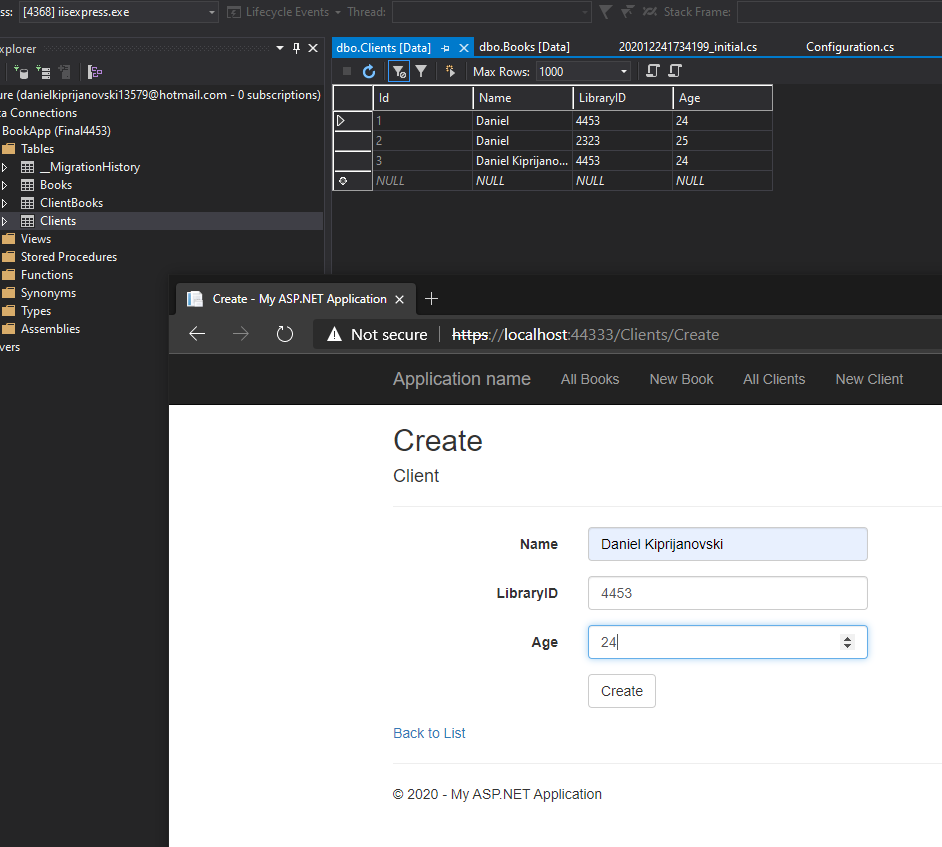 ss: [4368] iisexpress.exe Lifecycle Events Thread: Stack Frame:
xplorer
ure (danielkiprijanovski13579@hotmail.com - 0 subscriptions)
ta Connections
BookApp (Final4453)
Tables
__MigrationHistory
Books
ClientBooks
Clients
Views
Stored Procedures
Functions
Synonyms
Types
Assemblies
vers
dbo.Clients [Data] dbo.Books [Data] 202012241734199_initial.cs Configuration.cs
Max Rows: 1000
Id Name LibraryID Age
1 Daniel 4453 24
2 Daniel 2323 25
3 Daniel Kiprijano... 4453 24
NULL NULL NULL NULL
Create - My ASP.NET Application
Not secure https://localhost:44333/Clients/Create
Application name All Books New Book All Clients New Client
Create
Client
Name Daniel Kiprijanovski
LibraryID 4453
Age 24
Create
Back to List
© 2020 - My ASP.NET Application